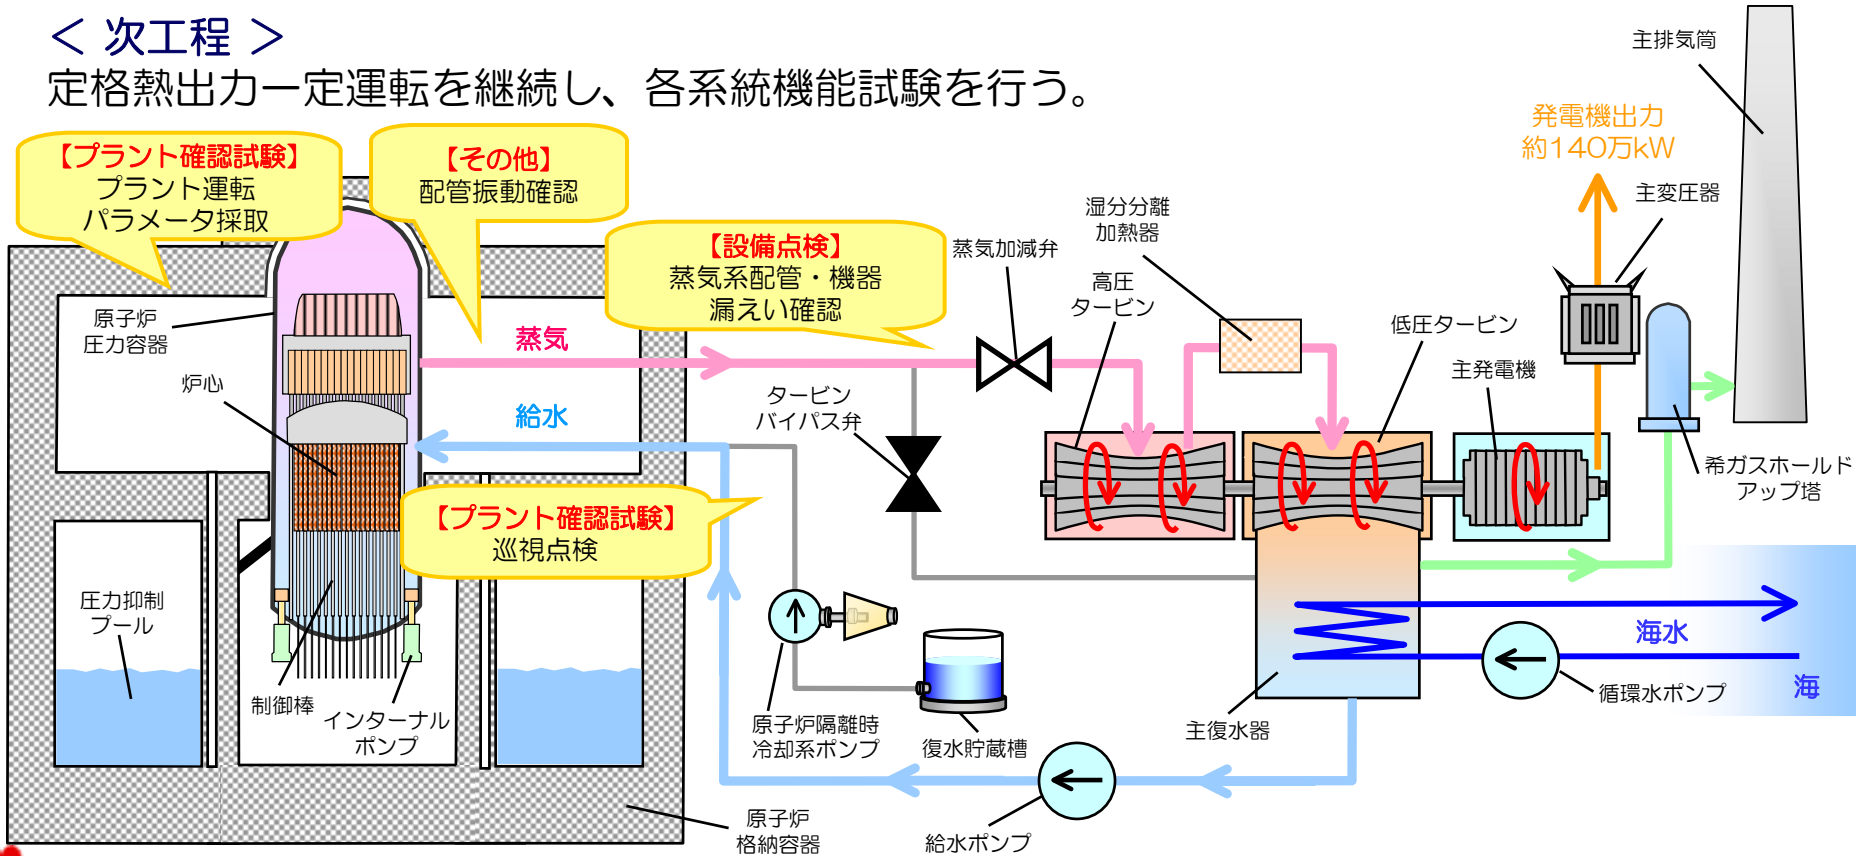 ＜ 次工程 ＞
定格熱出力一定運転を継続し、各系統機能試験を行う。
【プラント確認試験】
プラント運転
パラメータ採取
【その他】
配管振動確認
【設備点検】
蒸気系配管・機器
漏えい確認
蒸気加減弁
湿分分離
加熱器
高圧
タービン
低圧タービン
主発電機
発電機出力
約140万kW
主変圧器
主排気筒
原子炉
圧力容器
炉心
蒸気
給水
タービン
バイパス弁
希ガスホールド
アップ塔
【プラント確認試験】
巡視点検
圧力抑制
プール
制御棒
インターナル
ポンプ
原子炉隔離時
冷却系ポンプ
復水貯蔵槽
主復水器
海水
循環水ポンプ
海
原子炉
格納容器
給水ポンプ